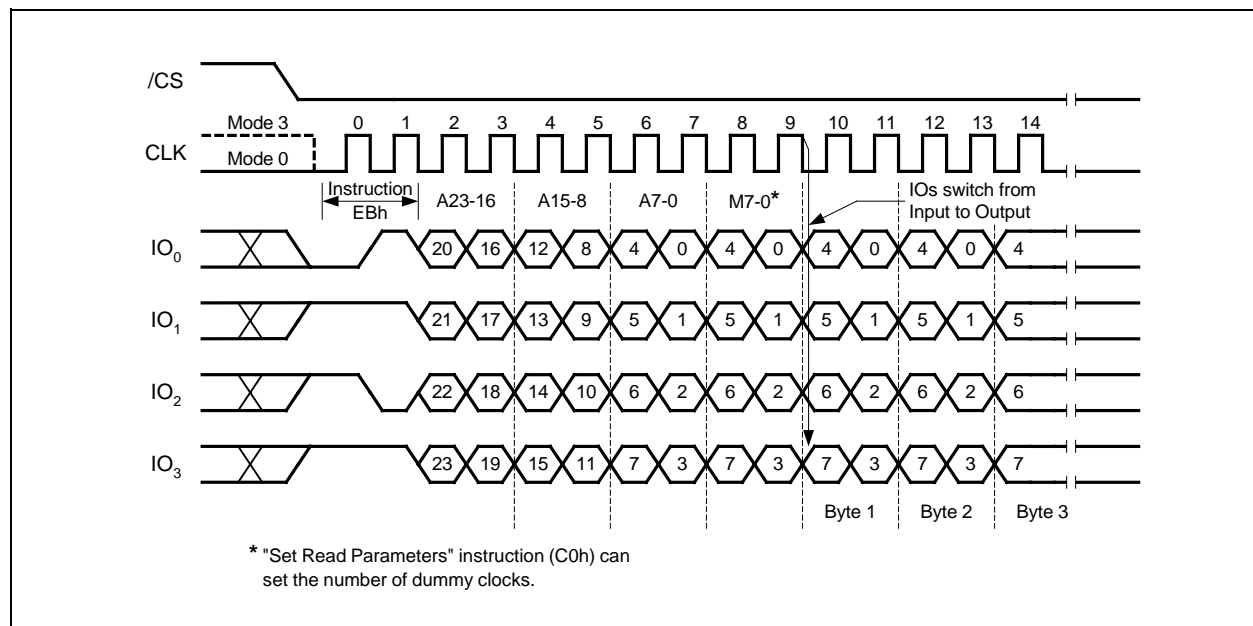 /CS
Mode 3
0 1 2 3 4 5 6 7 8 9 10 11 12 13 14
CLK
Mode 0
Instruction
EBh
A23-16 A15-8 A7-0 M7-0*
IOs switch from
Input to Output
IO0 20 16 12 8 4 0 4 0 4 0 4 0 4
IO1 21 17 13 9 5 1 5 1 5 1 5 1 5
IO2 22 18 14 10 6 2 6 2 6 2 6 2 6
IO3 23 19 15 11 7 3 7 3 7 3 7 3 7
Byte 1 Byte 2 Byte 3
* "Set Read Parameters" instruction (C0h) can
set the number of dummy clocks.